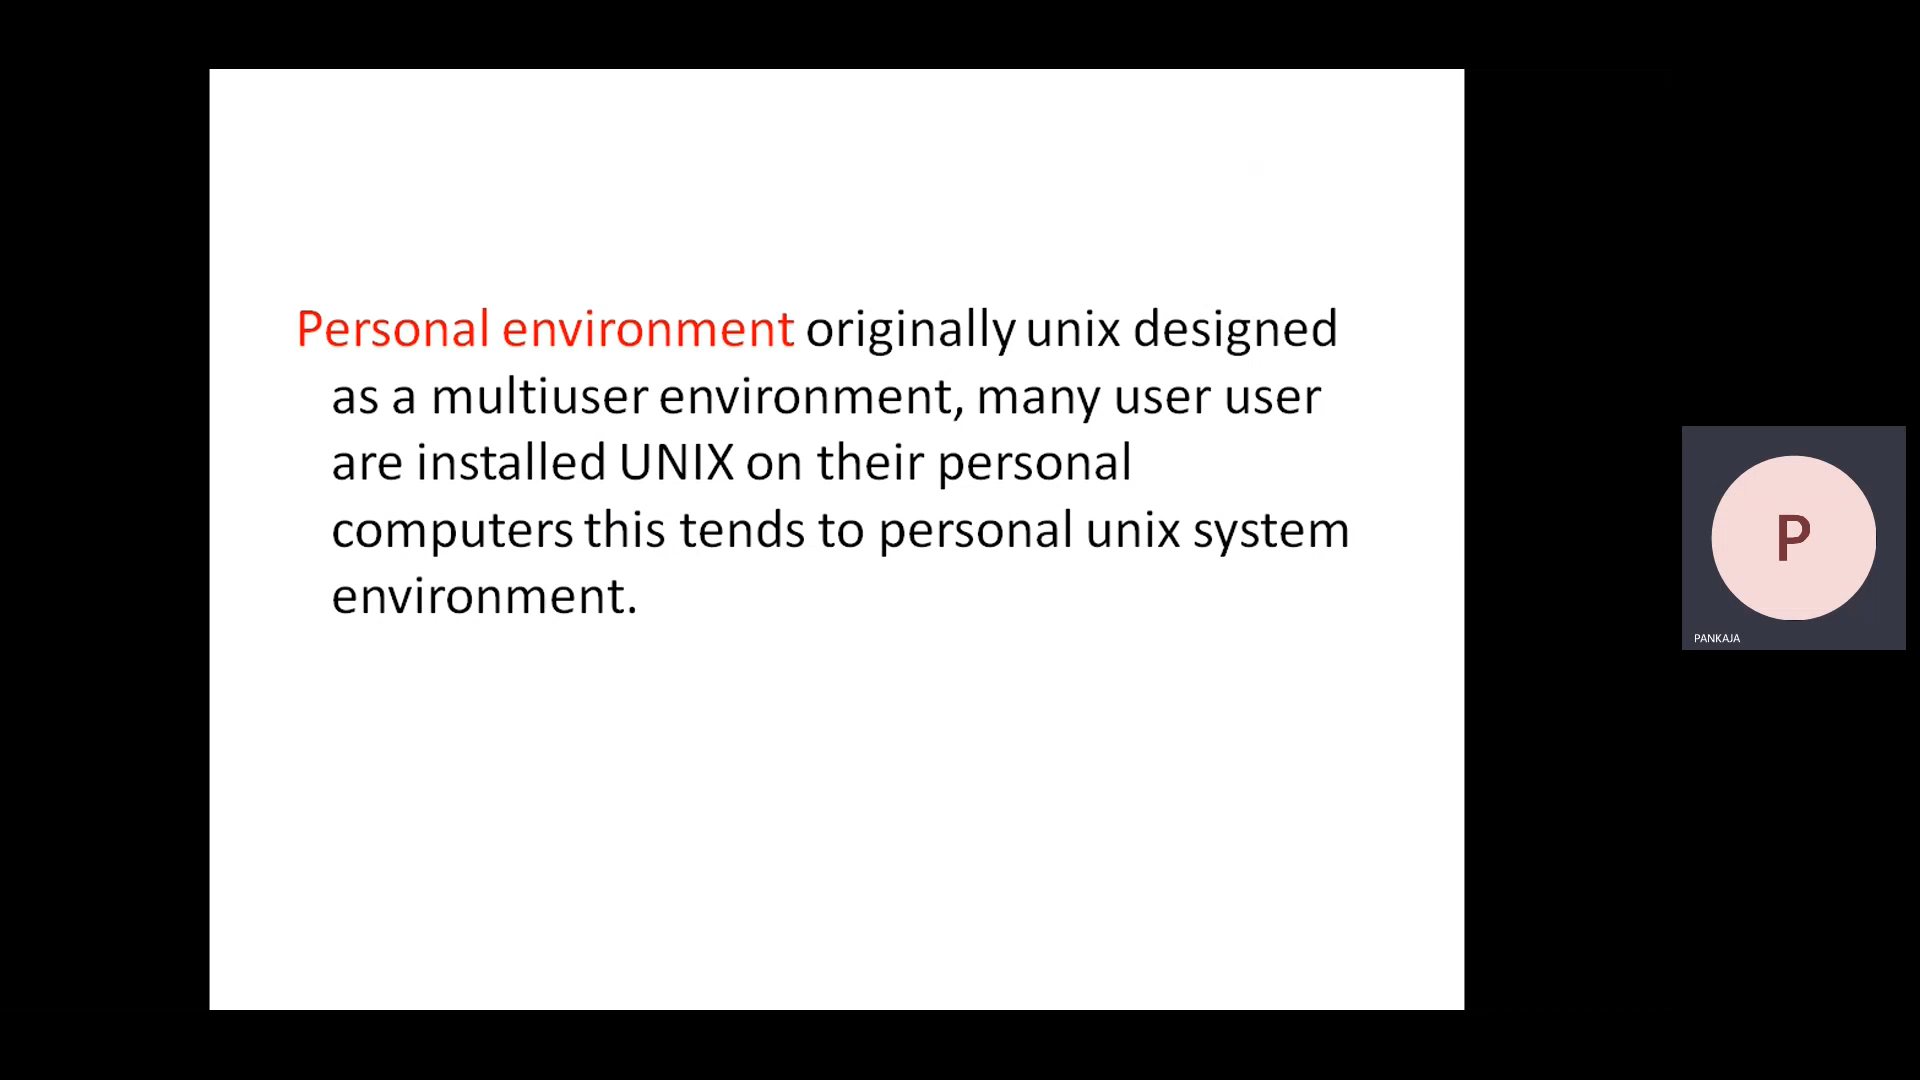 Personal environment originally unix designed
as a multiuser environment, many user user
are installed UNIX on their personal
computers this tends to personal unix system
environment.
P
PANKAJA